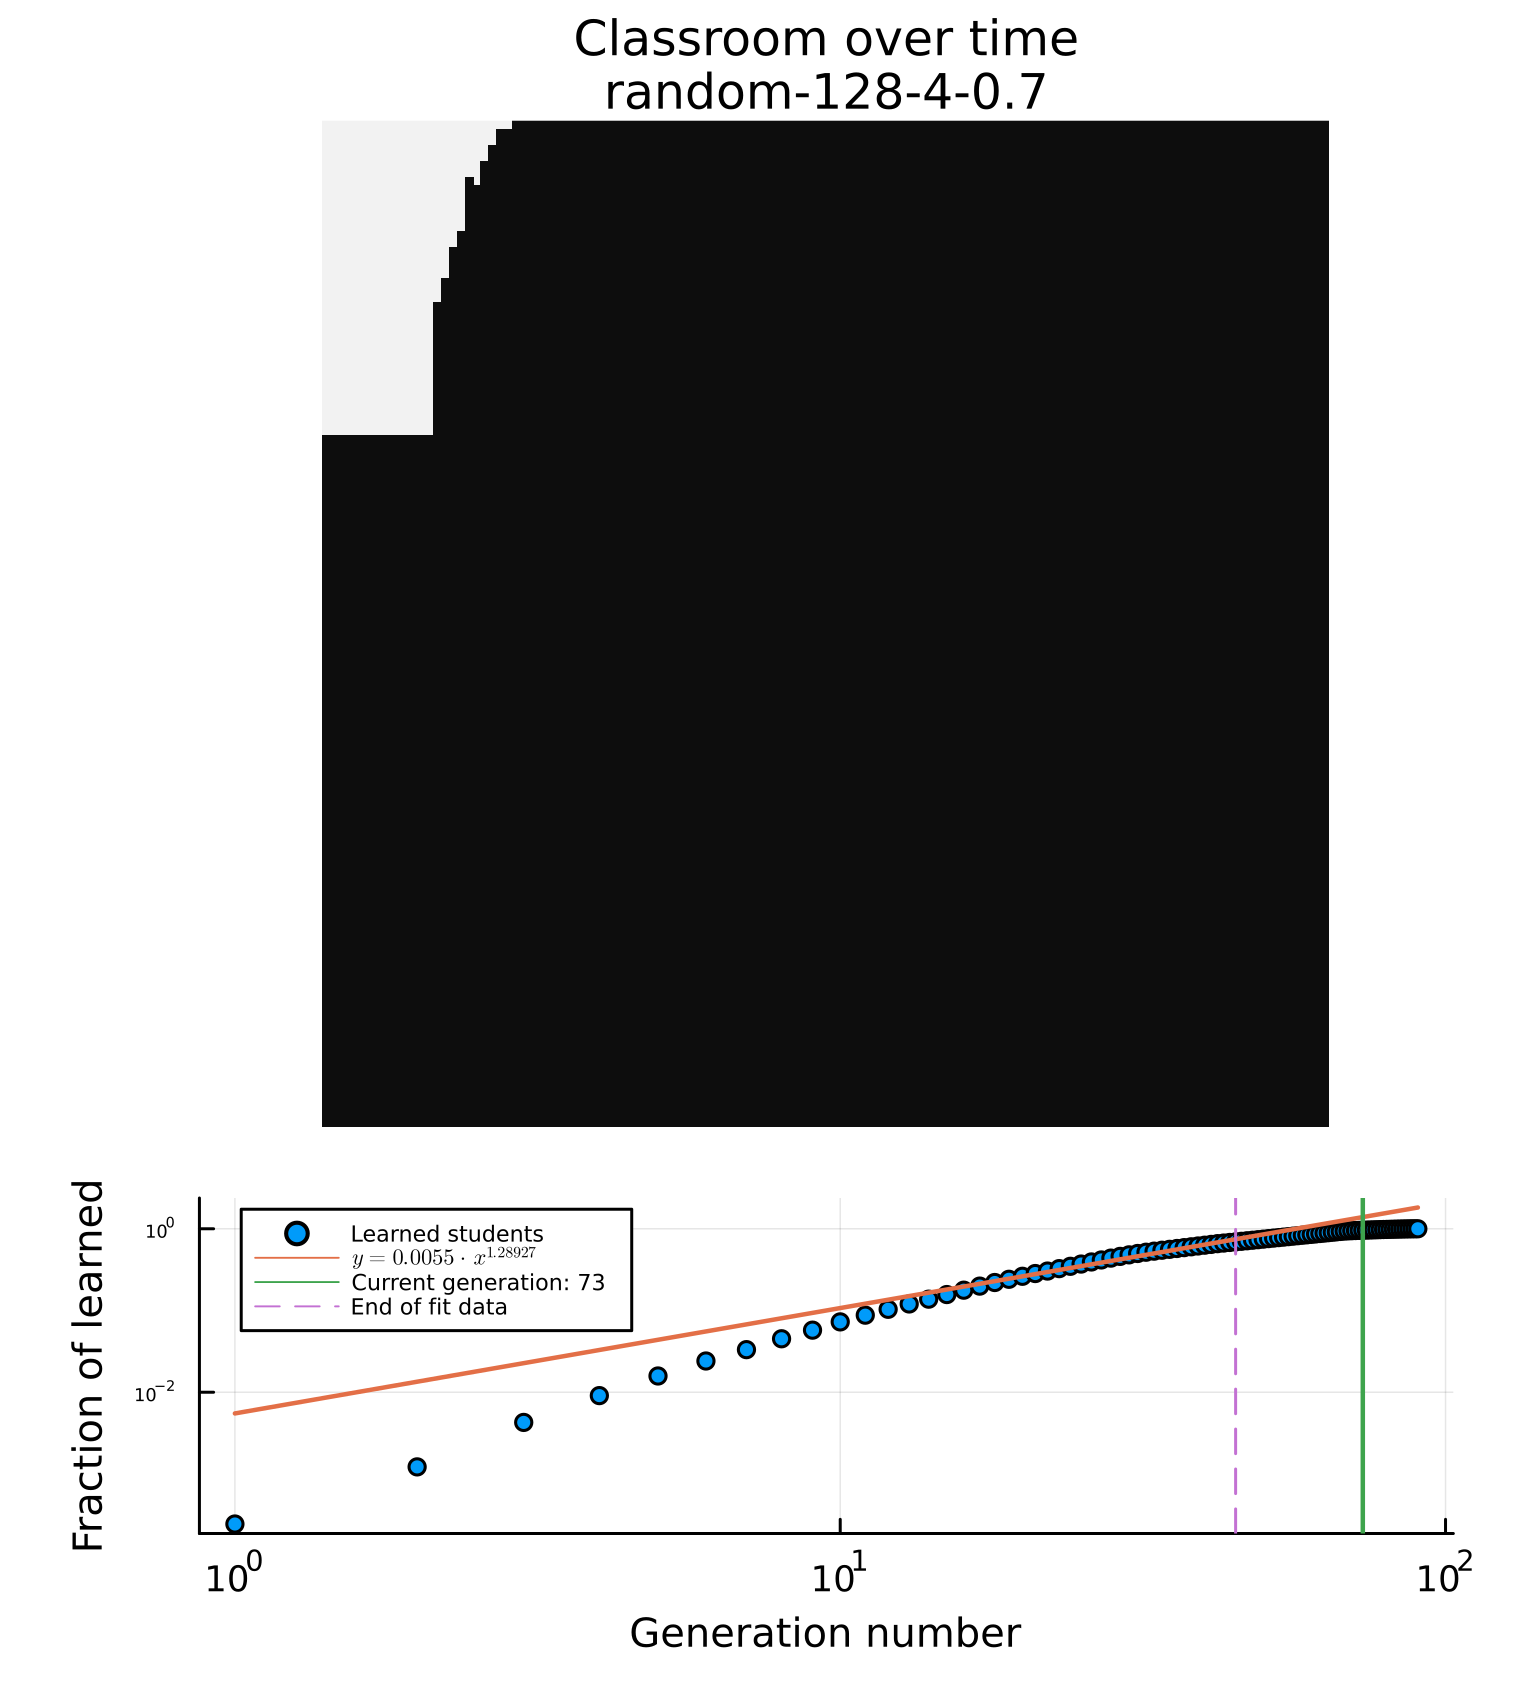 Classroom over time
random-128-4-0.7
Fraction of learned
10^0
10^−2
Learned students
y = 0.0055 · x^1.28927
Current generation: 73
End of fit data
10^0
10^1
10^2
Generation number